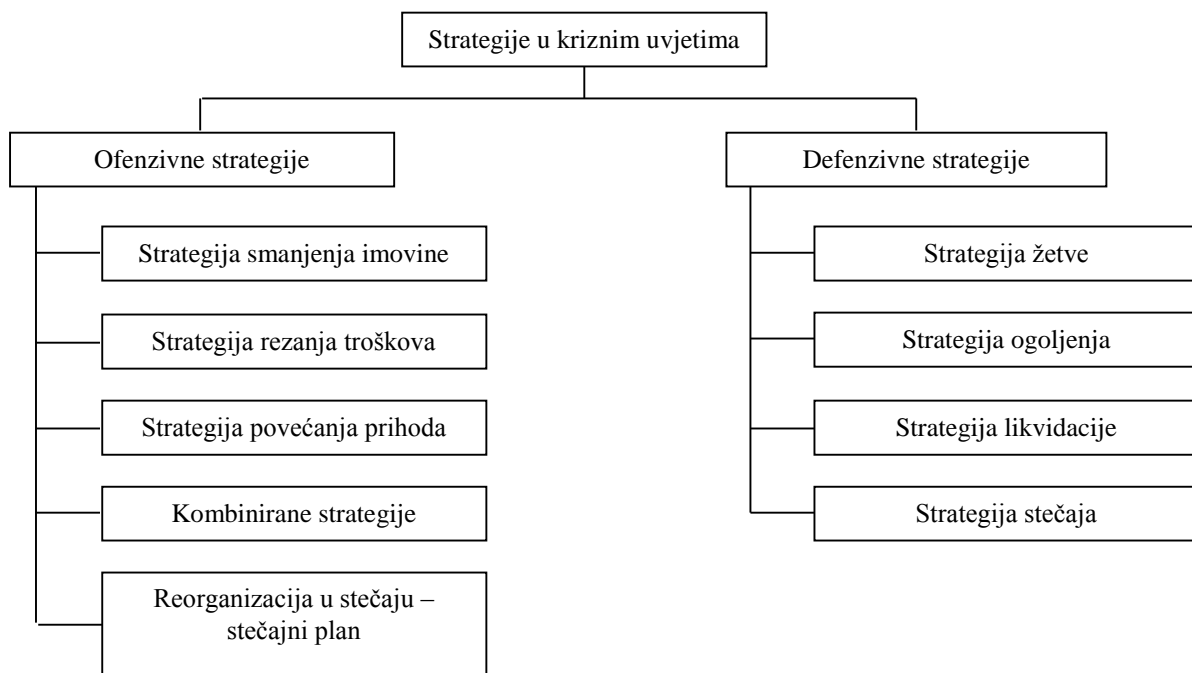 Strategije u kriznim uvjetima
Ofenzivne strategije
Defenzivne strategije
Strategija smanjenja imovine
Strategija rezanja troškova
Strategija povećanja prihoda
Kombinirane strategije
Reorganizacija u stečaju –
stečajni plan
Strategija žetve
Strategija ogoljenja
Strategija likvidacije
Strategija stečaja